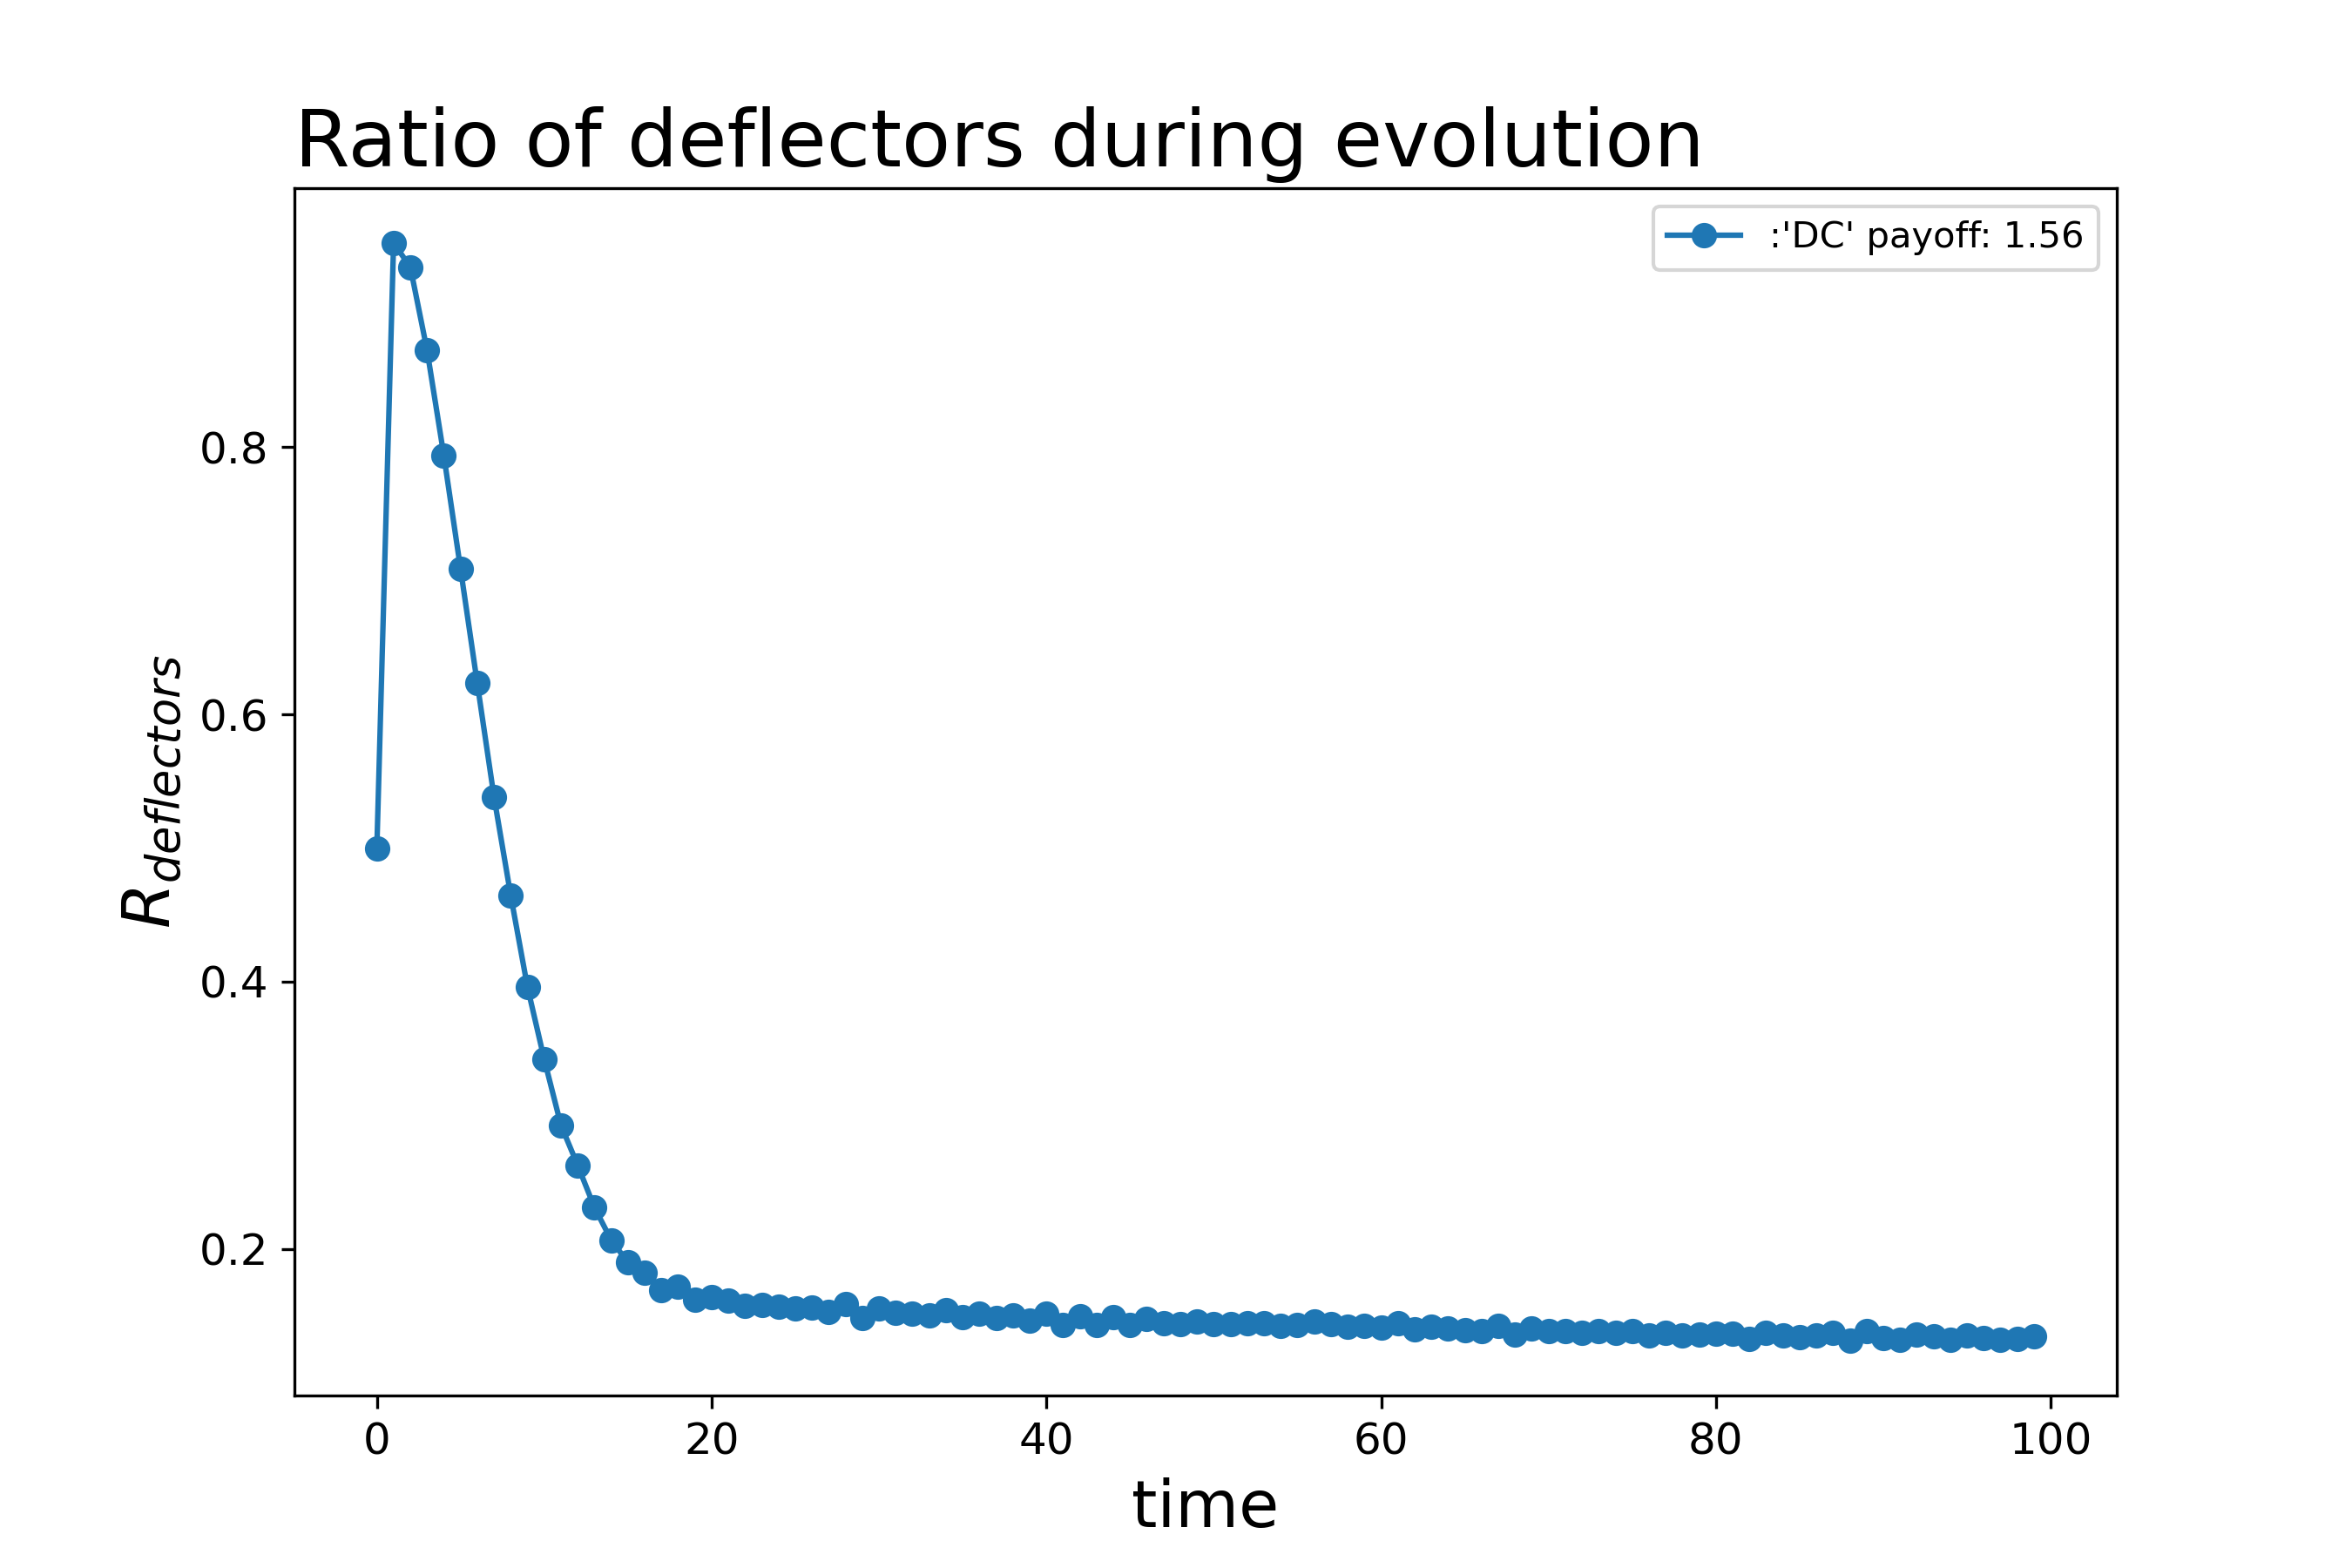 Ratio of deflectors during evolution
:'DC' payoff: 1.56
R_deflectors
0.8
0.6
0.4
0.2
0 20 40 60 80 100
time